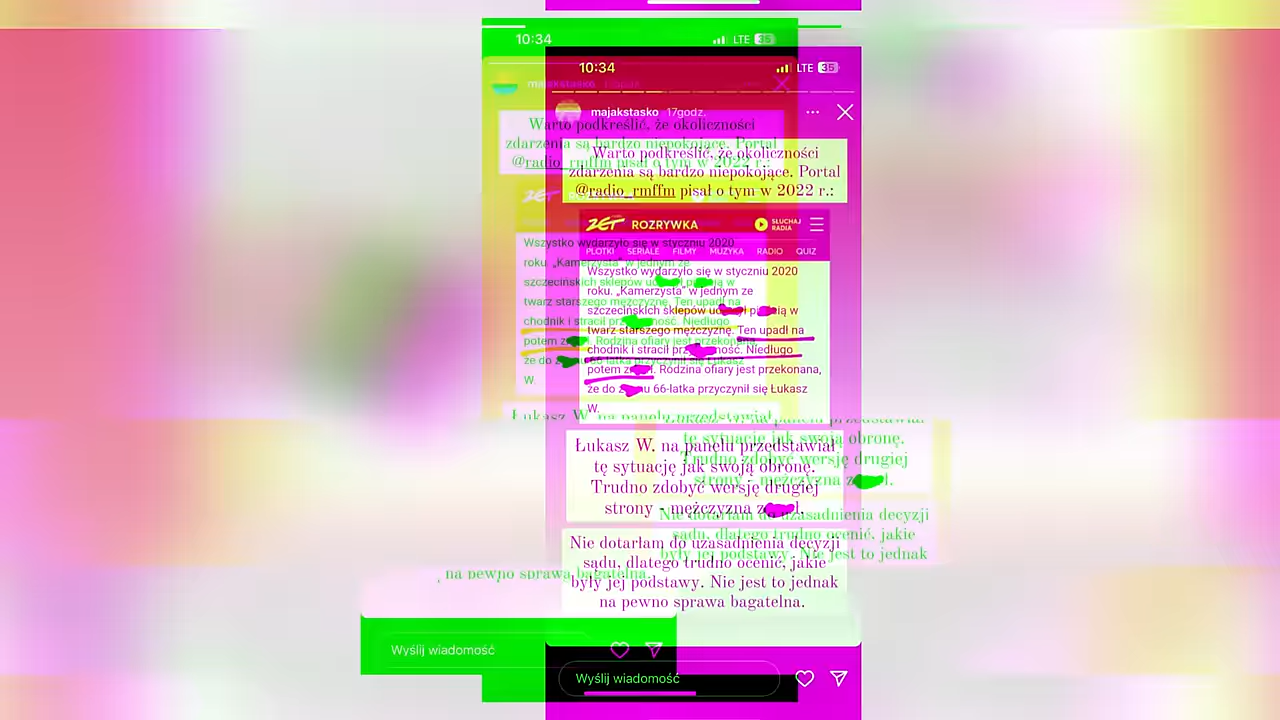 10:34
LTE 35
majakstasko 17godz.
Warto podkreślić, że okoliczności
zdarzenia są bardzo niepokojące. Portal
@radio_rmffm pisał o tym w 2022 r.:
ZET ROZRYWKA
SŁUCHAJ
RADIA
PLOTKI SERIALE FILMY MUZYKA RADIO QUIZ
Wszystko wydarzyło się w styczniu 2020
roku. „Kamerzysta” w jednym ze
szczecińskich sklepów w
twarz starszego mężczyznę. Ten upadł na
chodnik i stracił Niedługo
potem Rodzina ofiary jest przekonana,
że do 66-latka przyczynił się Łukasz
W.
Łukasz W. na panelu przedstawiał
tę sytuację jak swoją obronę.
Trudno zdobyć wersję drugiej
strony - mężczyzna
Nie dotarłam do uzasadnienia decyzji
sądu, dlatego trudno ocenić, jakie
były jej podstawy. Nie jest to jednak
na pewno sprawa bagatelna.
Wyślij wiadomość